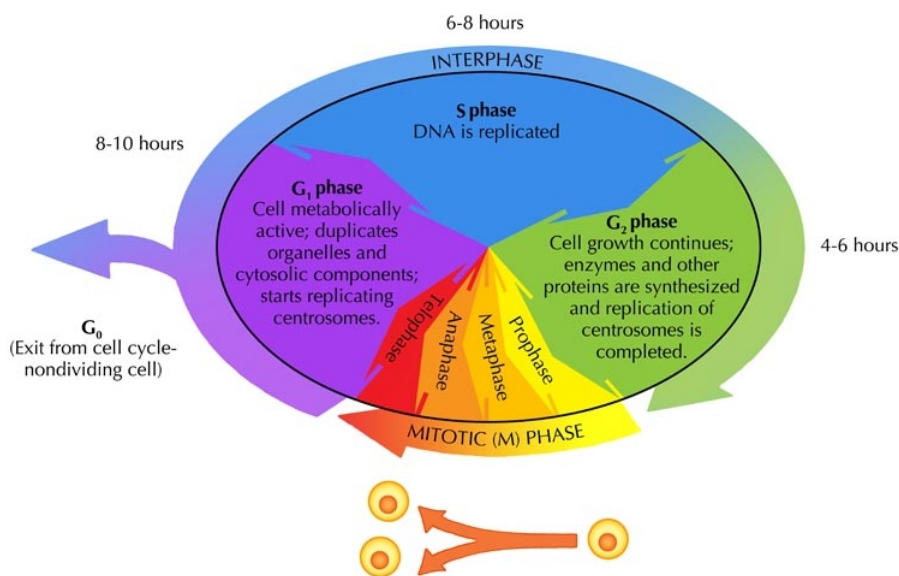 6-8 hours
INTERPHASE
S phase
DNA is replicated
8-10 hours
G₁ phase
Cell metabolically
active; duplicates
organelles and
cytosolic components;
starts replicating
centrosomes.
G₂ phase
Cell growth continues;
enzymes and other
proteins are synthesized
and replication of
centrosomes is
completed.
4-6 hours
G₀
(Exit from cell cycle-
nondividing cell)
Telophase
Anaphase
Metaphase
Prophase
MITOTIC (M) PHASE